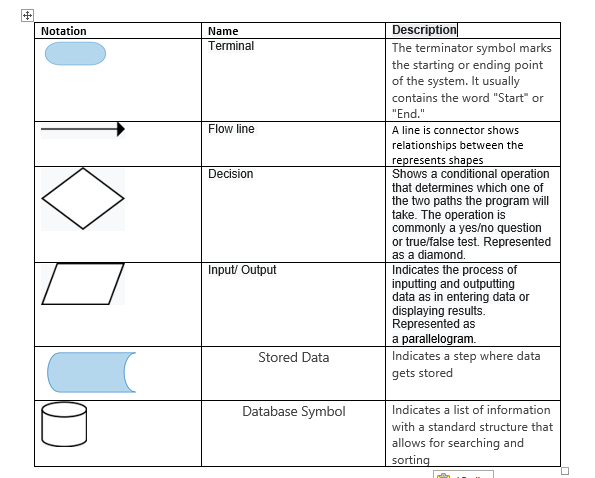 Notation
Name
Description
Terminal
The terminator symbol marks
the starting or ending point
of the system. It usually
contains the word "Start" or
"End."
Flow line
A line is connector shows
relationships between the
represents shapes
Decision
Shows a conditional operation
that determines which one of
the two paths the program will
take. The operation is
commonly a yes/no question
or true/false test. Represented
as a diamond.
Input/ Output
Indicates the process of
inputting and outputting
data as in entering data or
displaying results.
Represented as
a parallelogram.
Stored Data
Indicates a step where data
gets stored
Database Symbol
Indicates a list of information
with a standard structure that
allows for searching and
sorting